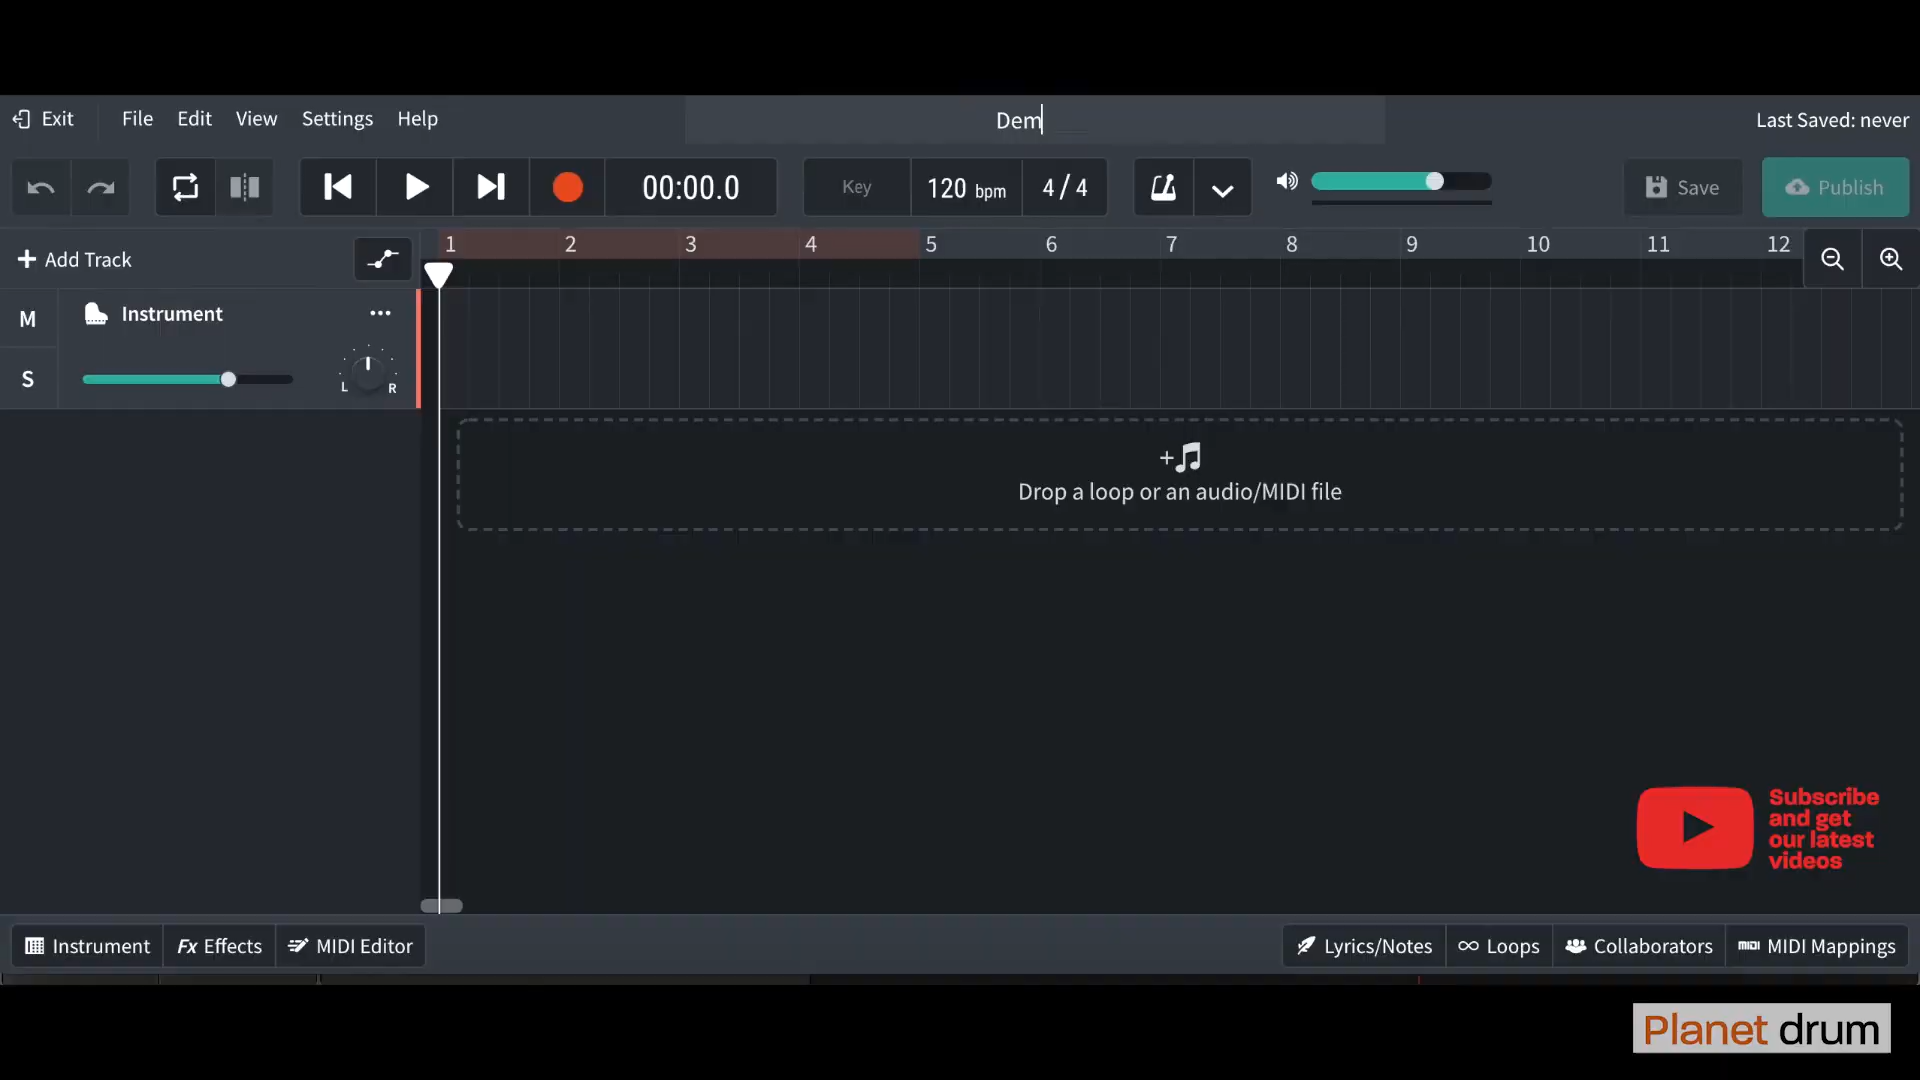 Exit File Edit View Settings Help Dem Last Saved: never
00:00.0 Key 120 bpm 4/4 Save Publish
Add Track 1 2 3 4 5 6 7 8 9 10 11 12
M Instrument
S L R
Drop a loop or an audio/MIDI file
Subscribe
and get
our latest
videos
Instrument Fx Effects MIDI Editor Lyrics/Notes Loops Collaborators MIDI MIDI Mappings
Planet drum